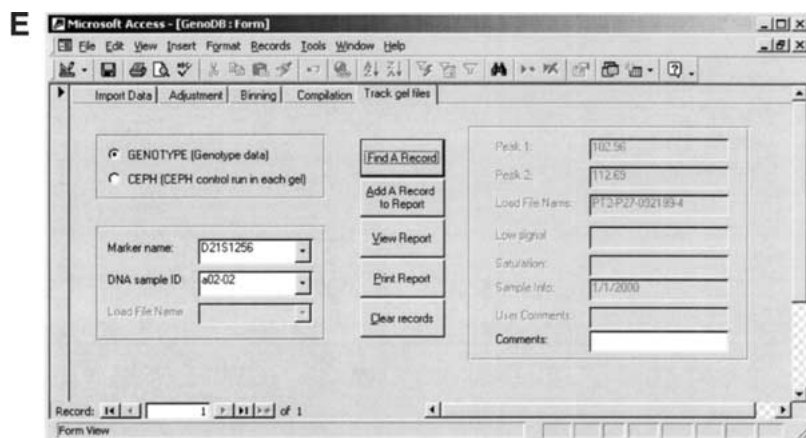 E
Microsoft Access - [GenoDB : Form]
File Edit View Insert Format Records Tools Window Help
Import Data Adjustment Binning Compilation Track gel files
GENOTYPE (Genotype data)
CEPH (CEPH control run in each gel)
Marker name: D21S1256
DNA sample ID a02-02
Load File Name
Find A Record
Add A Record
to Report
View Report
Print Report
Clear records
Peak 1: 102.96
Peak 2: 112.69
Load File Name: PT2-P27-092199-4
Low signal
Saturation:
Sample Info: 1/1/2000
User Comments:
Comments:
Record: 1 of 1
Form View